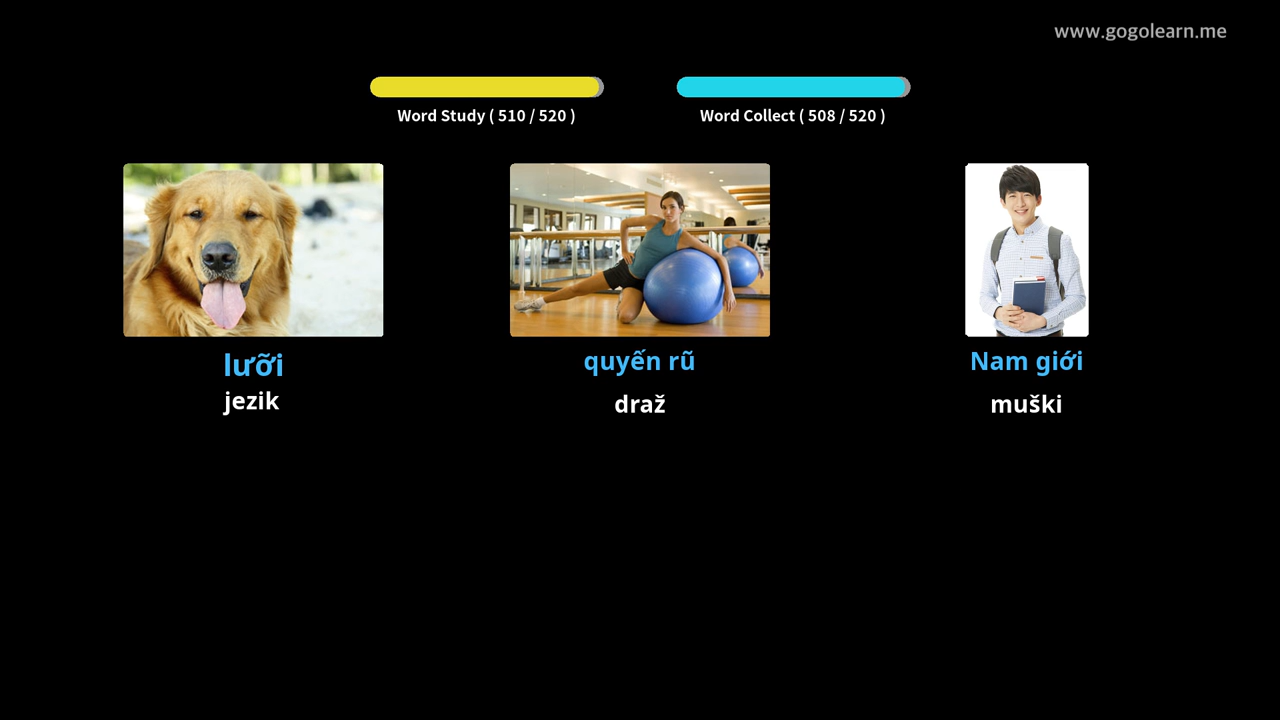 www.gogolearn.me
Word Study ( 510 / 520 )
Word Collect ( 508 / 520 )
lưỡi
jezik
quyến rũ
draž
Nam giới
muški